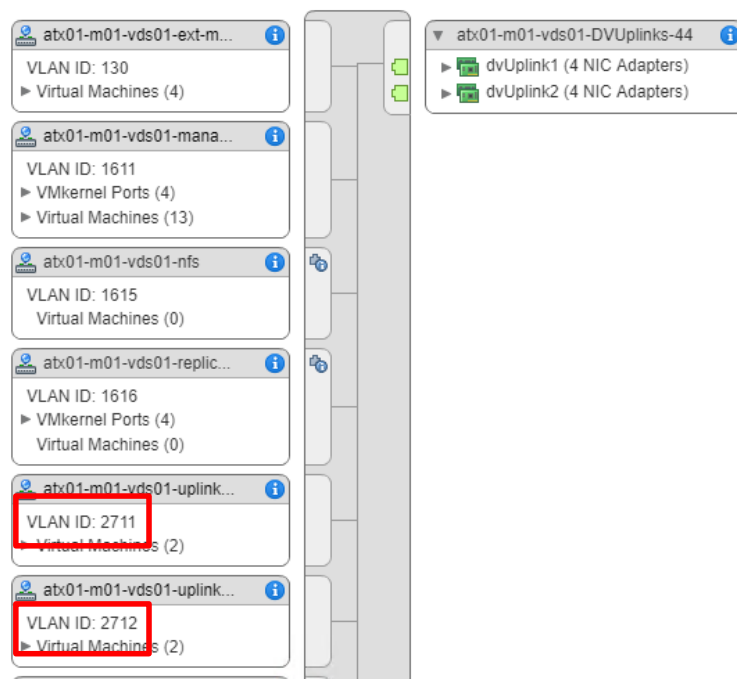 atx01-m01-vds01-ext-m...
VLAN ID: 130
Virtual Machines (4)
atx01-m01-vds01-mana...
VLAN ID: 1611
VMkernel Ports (4)
Virtual Machines (13)
atx01-m01-vds01-nfs
VLAN ID: 1615
Virtual Machines (0)
atx01-m01-vds01-replic...
VLAN ID: 1616
VMkernel Ports (4)
Virtual Machines (0)
atx01-m01-vds01-uplink...
VLAN ID: 2711
Virtual Machines (2)
atx01-m01-vds01-uplink...
VLAN ID: 2712
Virtual Machines (2)
atx01-m01-vds01-DVUplinks-44
dvUplink1 (4 NIC Adapters)
dvUplink2 (4 NIC Adapters)